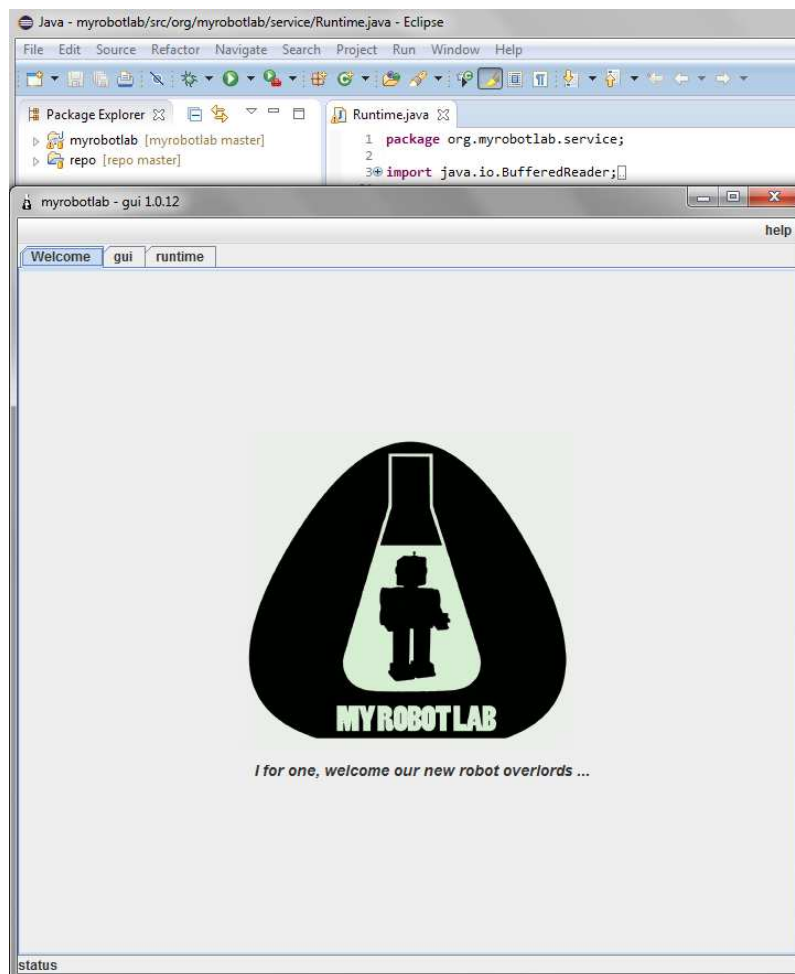 Java - myrobotlab/src/org/myrobotlab/service/Runtime.java - Eclipse
File Edit Source Refactor Navigate Search Project Run Window Help
Package Explorer Runtime.java
myrobotlab [myrobotlab master] 1 package org.myrobotlab.service;
2
repo [repo master] 3 import java.io.BufferedReader;
myrobotlab - gui 1.0.12
help
Welcome gui runtime
MYROBOTLAB
I for one, welcome our new robot overlords ...
status